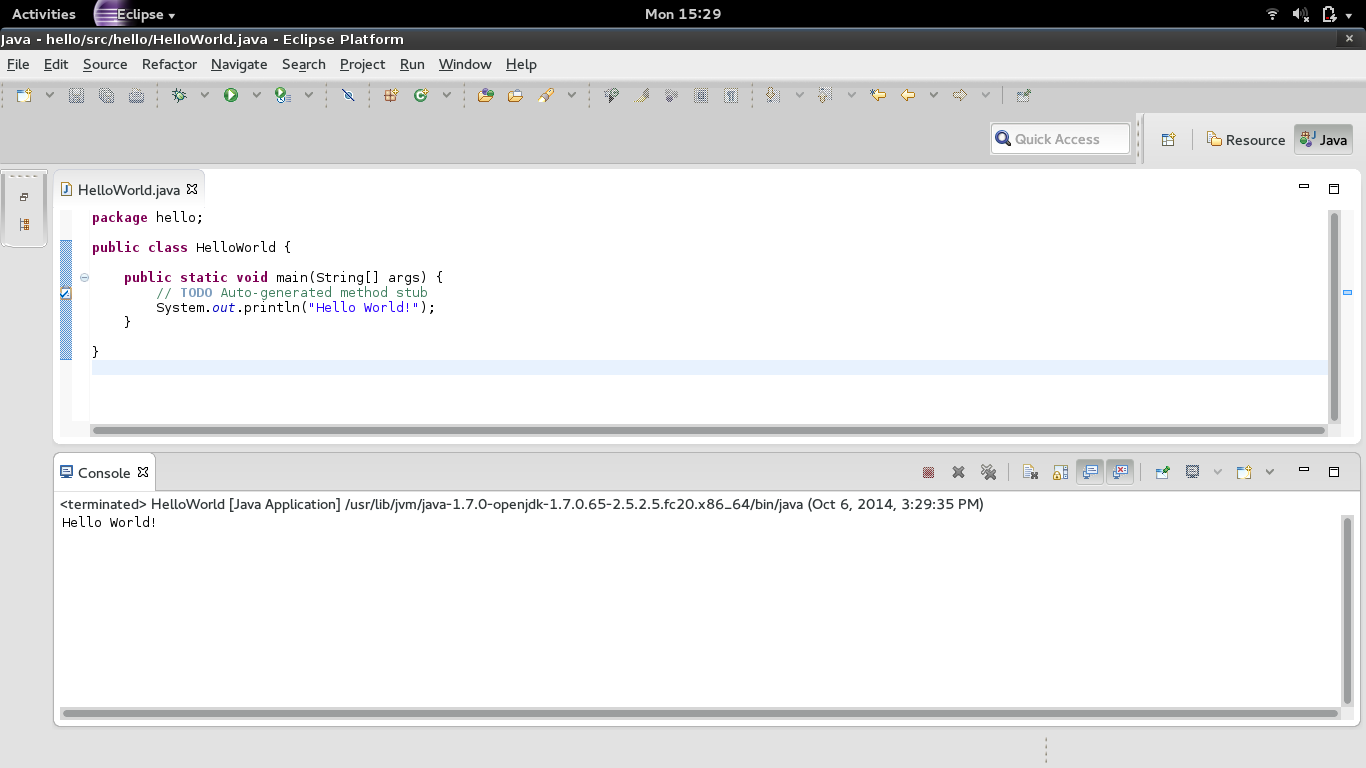 Activities Eclipse Mon 15:29
Java - hello/src/hello/HelloWorld.java - Eclipse Platform
File Edit Source Refactor Navigate Search Project Run Window Help
Quick Access Resource Java
HelloWorld.java
package hello;
public class HelloWorld {
public static void main(String[] args) {
// TODO Auto-generated method stub
System.out.println("Hello World!");
}
}
Console
<terminated> HelloWorld [Java Application] /usr/lib/jvm/java-1.7.0-openjdk-1.7.0.65-2.5.2.5.fc20.x86_64/bin/java (Oct 6, 2014, 3:29:35 PM)
Hello World!